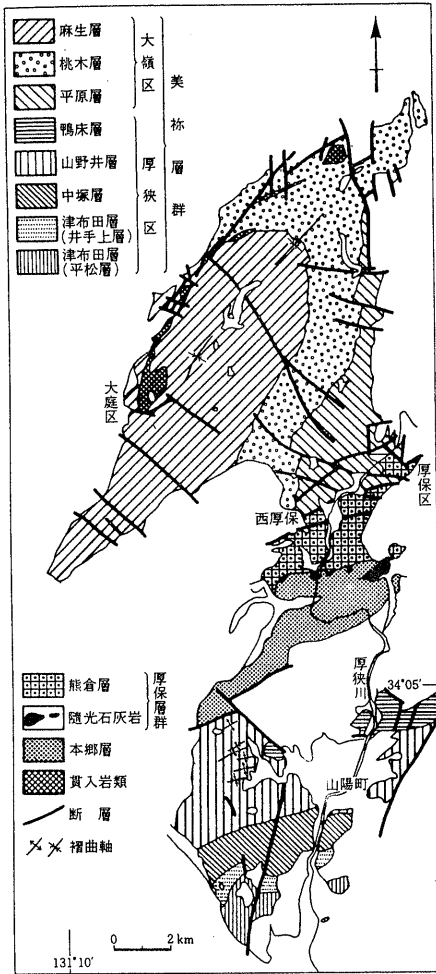 麻生層
桃木層
平原層
鴨床層
山野井層
中塚層
津布田層
(井手上層)
津布田層
(平松層)
大嶺区
厚狭区
美祢層群
大庭区
厚保区
西厚保
厚狭川
34°05′
山陽町
熊倉層
隨光石灰岩
本郷層
貫入岩類
断層
褶曲軸
厚保層群
0 2 km
131°10′